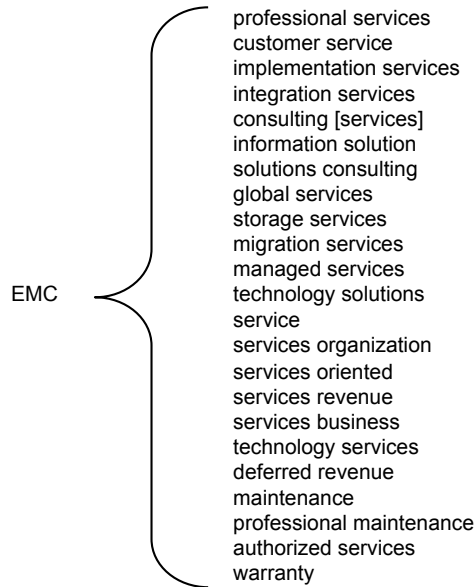 professional services
customer service
implementation services
integration services
consulting [services]
information solution
solutions consulting
global services
storage services
migration services
managed services
EMC
technology solutions
service
services organization
services oriented
services revenue
services business
technology services
deferred revenue
maintenance
professional maintenance
authorized services
warranty